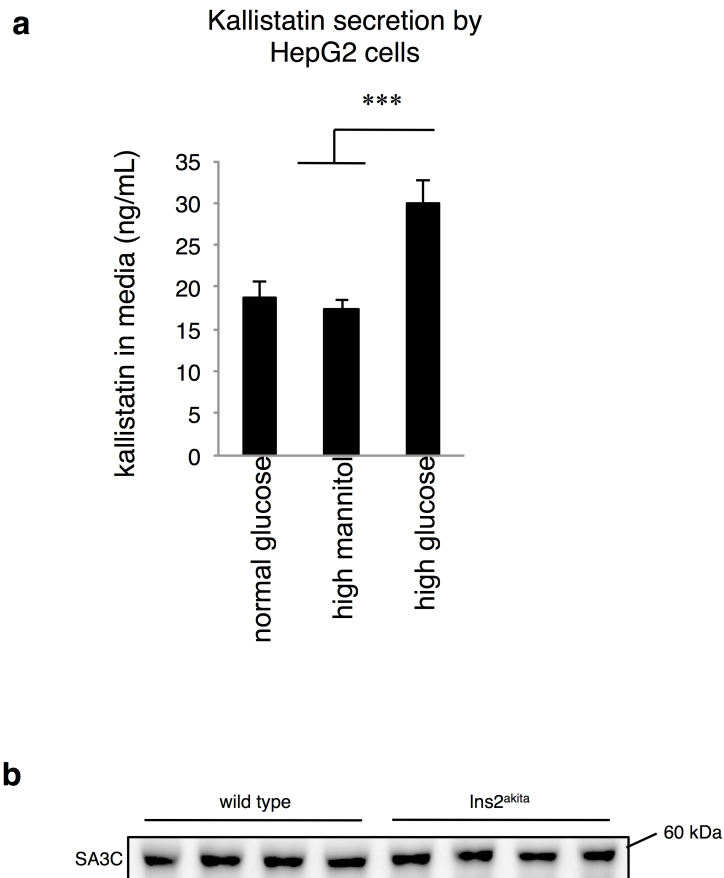 a
Kallistatin secretion by
HepG2 cells
***
kallistatin in media (ng/mL)
35
30
25
20
15
10
5
0
normal glucose
high mannitol
high glucose
b
wild type
Ins2akita
60 kDa
SA3C